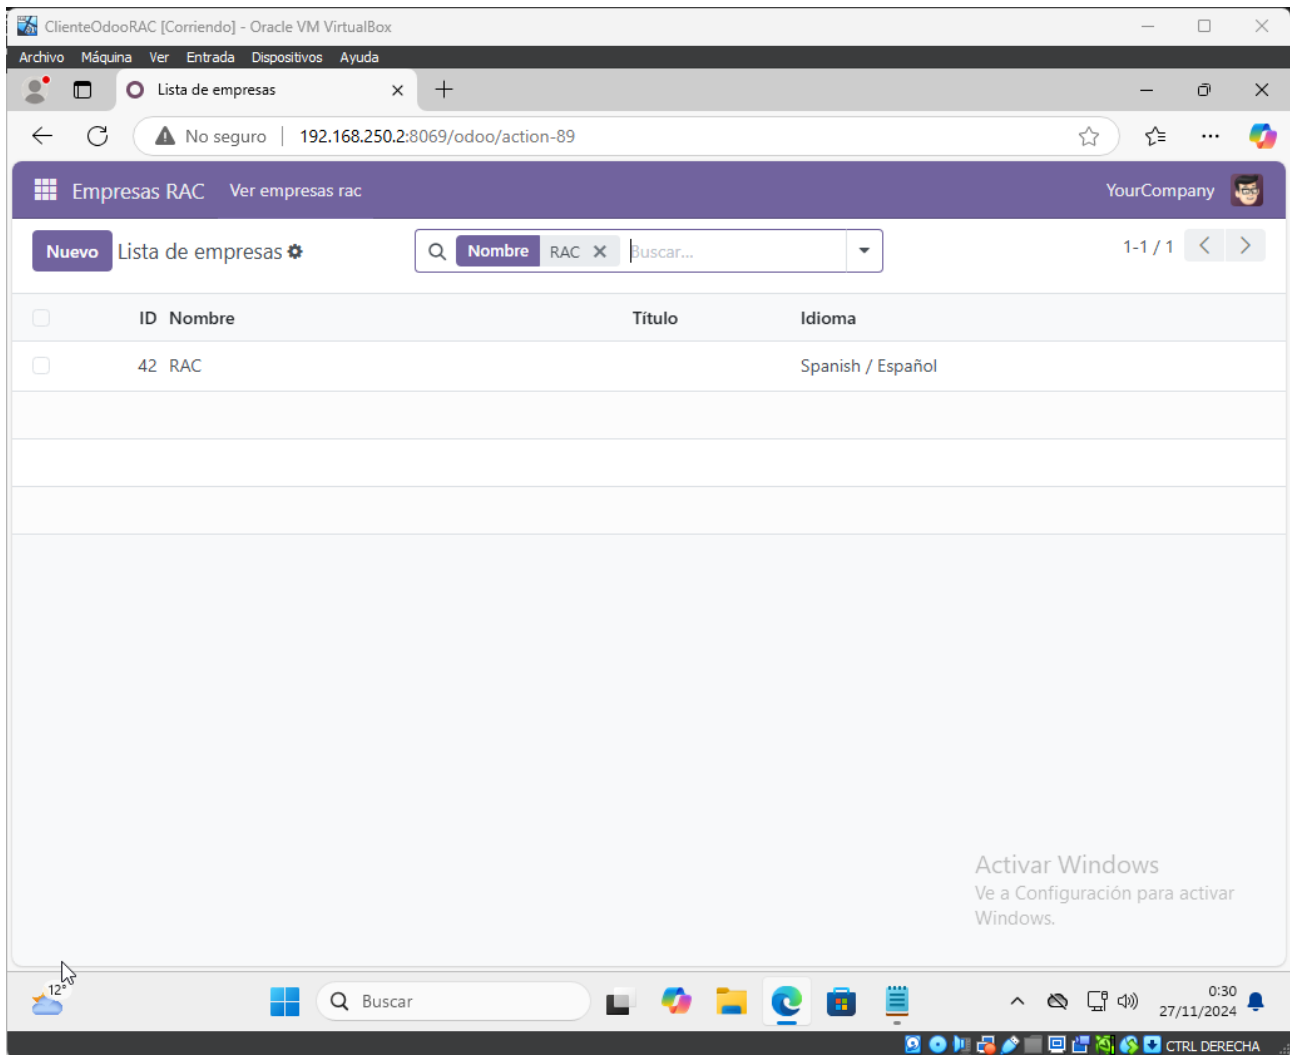 ClienteOdooRAC [Corriendo] - Oracle VM VirtualBox
Archivo Máquina Ver Entrada Dispositivos Ayuda
Lista de empresas
No seguro | 192.168.250.2:8069/odoo/action-89
Empresas RAC Ver empresas rac YourCompany
Nuevo Lista de empresas Nombre RAC Buscar... 1-1 / 1
ID Nombre Título Idioma
42 RAC Spanish / Español
Activar Windows
Ve a Configuración para activar
Windows.
12°
Buscar
0:30
27/11/2024
CTRL DERECHA